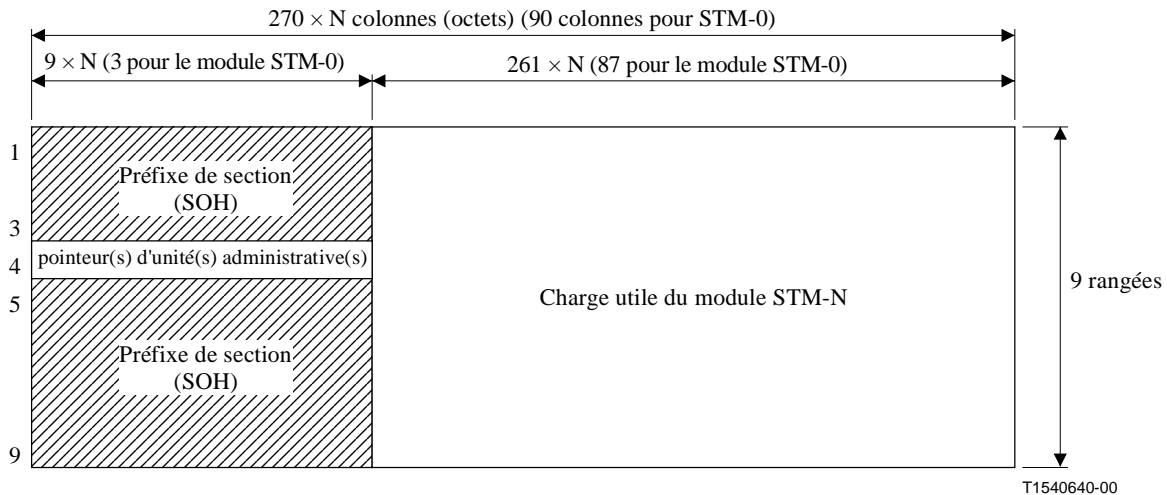 270 × N colonnes (octets) (90 colonnes pour STM-0)
9 × N (3 pour le module STM-0)
261 × N (87 pour le module STM-0)
1
Préfixe de section
(SOH)
3
4
pointeur(s) d'unité(s) administrative(s)
5
Charge utile du module STM-N
9 rangées
Préfixe de section
(SOH)
9
T1540640-00